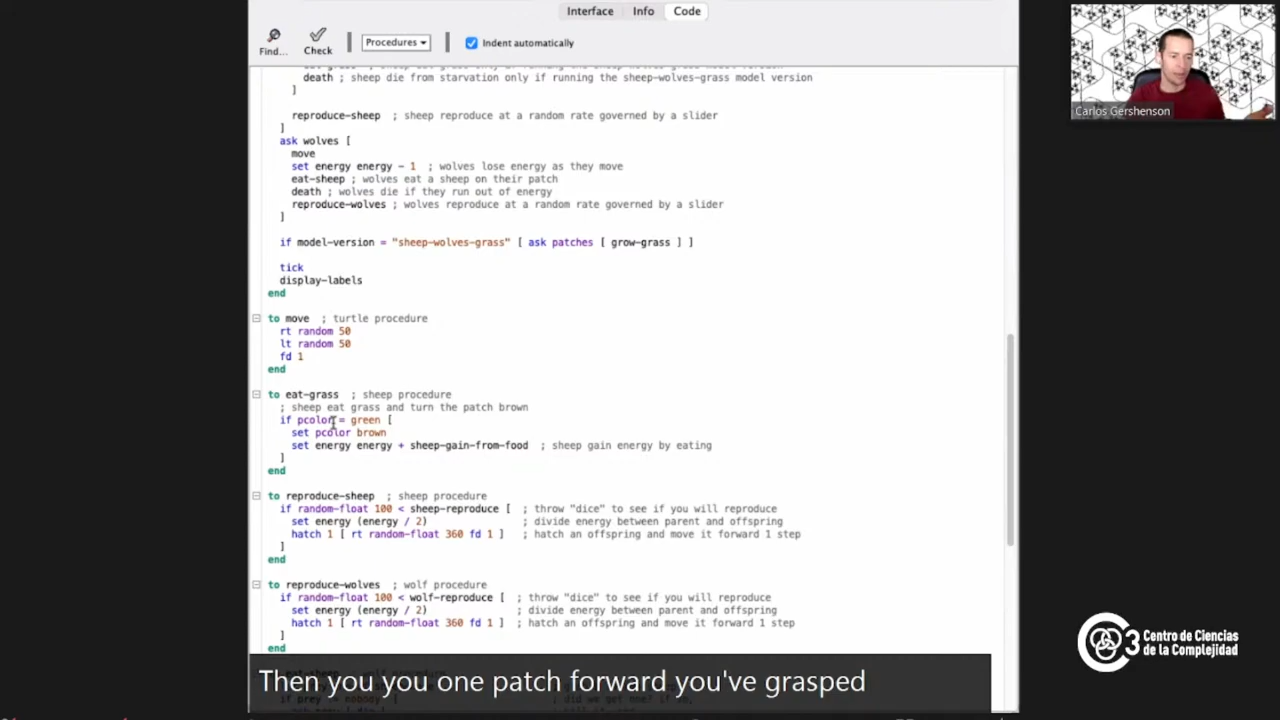 Interface Info Code
Find... Check Procedures Indent automatically
death ; sheep die from starvation only if running the sheep-wolves-grass model version
]
reproduce-sheep ; sheep reproduce at a random rate governed by a slider
]
ask wolves [
move
set energy energy - 1 ; wolves lose energy as they move
eat-sheep ; wolves eat a sheep on their patch
death ; wolves die if they run out of energy
reproduce-wolves ; wolves reproduce at a random rate governed by a slider
]
if model-version = "sheep-wolves-grass" [ ask patches [ grow-grass ] ]
tick
display-labels
end
to move ; turtle procedure
rt random 50
lt random 50
fd 1
end
to eat-grass ; sheep procedure
; sheep eat grass and turn the patch brown
if pcolor = green [
set pcolor brown
set energy energy + sheep-gain-from-food ; sheep gain energy by eating
]
end
to reproduce-sheep ; sheep procedure
if random-float 100 < sheep-reproduce [ ; throw "dice" to see if you will reproduce
set energy (energy / 2) ; divide energy between parent and offspring
hatch 1 [ rt random-float 360 fd 1 ] ; hatch an offspring and move it forward 1 step
]
end
to reproduce-wolves ; wolf procedure
if random-float 100 < wolf-reproduce [ ; throw "dice" to see if you will reproduce
set energy (energy / 2) ; divide energy between parent and offspring
hatch 1 [ rt random-float 360 fd 1 ] ; hatch an offspring and move it forward 1 step
]
end
Then you you one patch forward you've grasped
Carlos Gershenson
C3 Centro de Ciencias
de la Complejidad